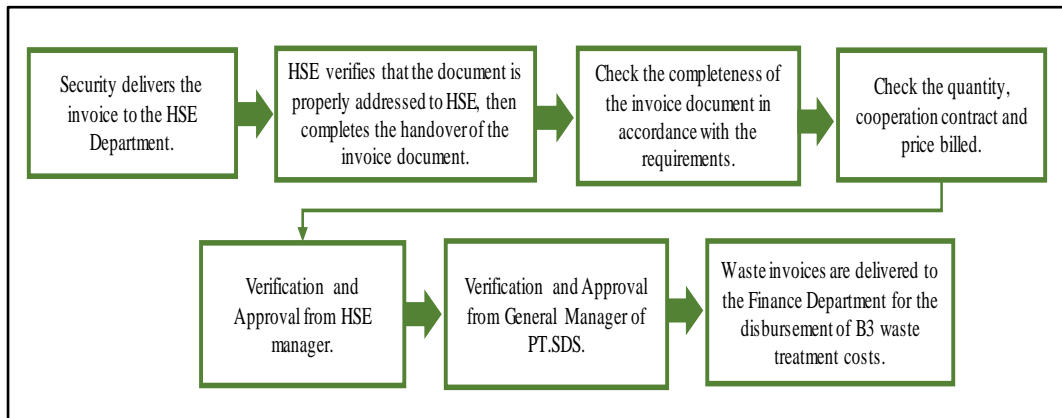 Security delivers the
invoice to the HSE
Department.
HSE verifies that the document is
properly addressed to HSE, then
completes the handover of the
invoice document.
Check the completeness of
the invoice document in
accordance with the
requirements.
Check the quantity,
cooperation contract and
price billed.
Verification and
Approval from HSE
manager.
Verification and Approval
from General Manager of
PT.SDS.
Waste invoices are delivered to
the Finance Department for the
disbursement of B3 waste
treatment costs.